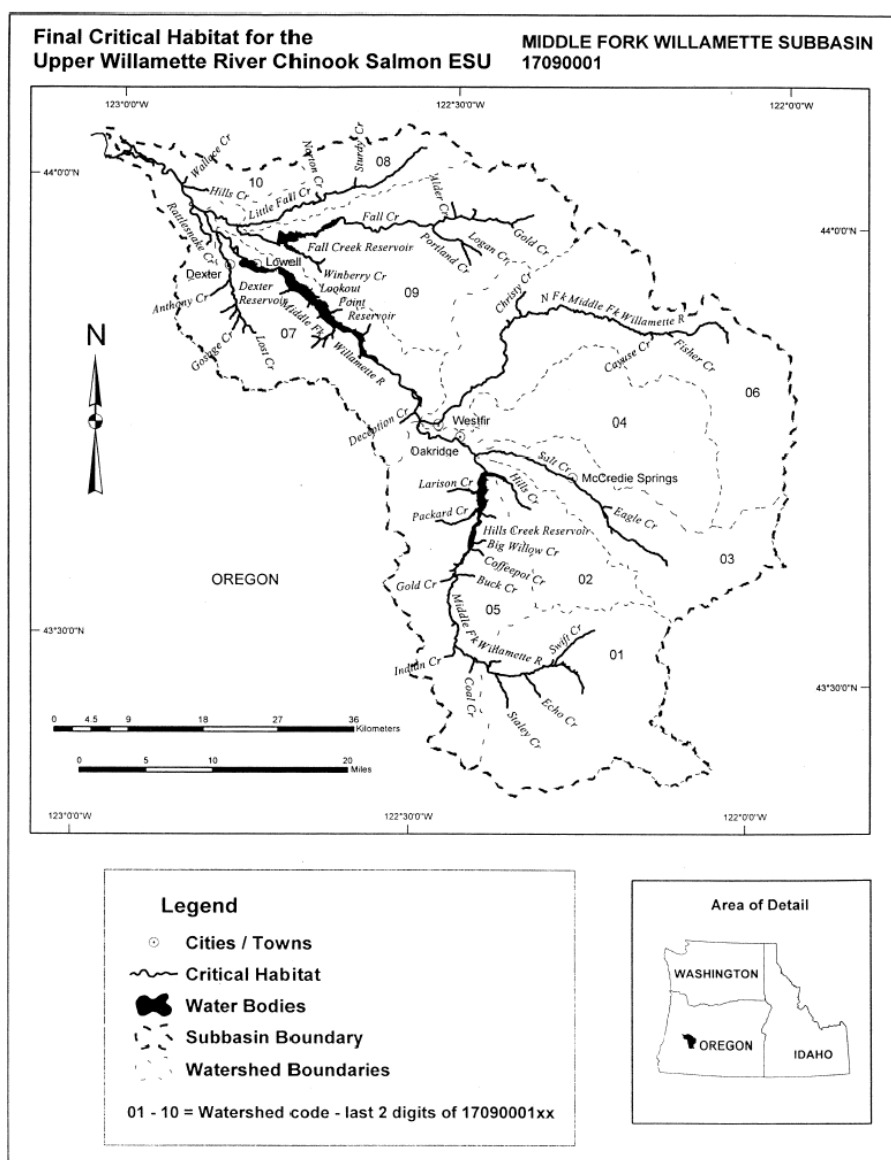 Final Critical Habitat for the
Upper Willamette River Chinook Salmon ESU
MIDDLE FORK WILLAMETTE SUBBASIN
17090001
123°0'0"W
122°30'0"W
122°0'0"W
44°0'0"N
44°0'0"N
Wallace Cr
Hills Cr
10
Little Fall Cr
Norton Cr
Sturdy Cr
08
Rattlesnake Cr
Fall Cr
Alder Cr
Fall Creek Reservoir
Portland Cr
Logan Cr
Gold Cr
Dexter
Lowell
Winberry Cr
Dexter
Reservoir
Lookout
Point
Reservoir
09
Anthony Cr
07
Gosage Cr
Lost Cr
Middle Fk
Willamette R
Christy Cr
N Fk Middle Fk Willamette R
Cayuse Cr
Fisher Cr
06
N
Deception Cr
Westfir
04
Oakridge
Salt Cr
McCredie Springs
Larison Cr
Hills Cr
Packard Cr
Eagle Cr
Hills Creek Reservoir
Big Willow Cr
Coffeepot Cr
03
OREGON
Gold Cr
Buck Cr
02
05
Middle Fk Willamette R
Swift Cr
01
43°30'0"N
43°30'0"N
Indian Cr
Coal Cr
Staley Cr
Echo Cr
0 4.5 9 18 27 36
Kilometers
0 5 10 20
Miles
123°0'0"W
122°30'0"W
122°0'0"W
Legend
Cities / Towns
Critical Habitat
Water Bodies
Subbasin Boundary
Watershed Boundaries
01 - 10 = Watershed code - last 2 digits of 17090001xx
Area of Detail
WASHINGTON
OREGON
IDAHO